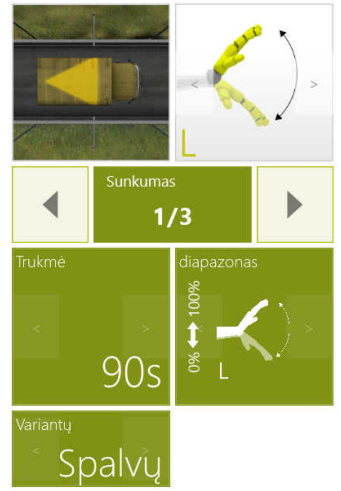 < >
L
Sunkumas
1/3
Trukmė
< >
90s
diapazonas
0% 100%
< >
L
Variantų
< >
Spalvų